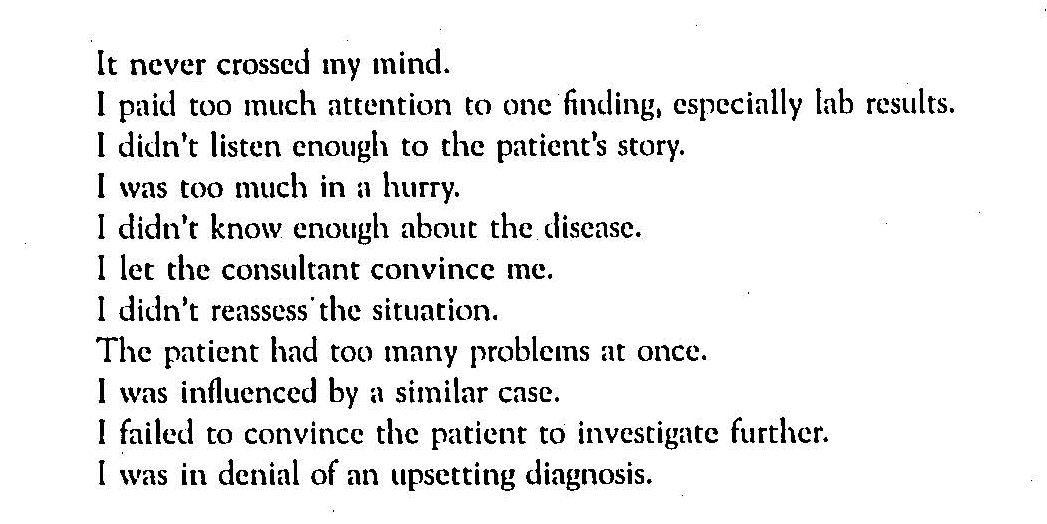 It never crossed my mind.
I paid too much attention to one finding, especially lab results.
I didn't listen enough to the patient's story.
I was too much in a hurry.
I didn't know enough about the disease.
I let the consultant convince me.
I didn't reassess the situation.
The patient had too many problems at once.
I was influenced by a similar case.
I failed to convince the patient to investigate further.
I was in denial of an upsetting diagnosis.